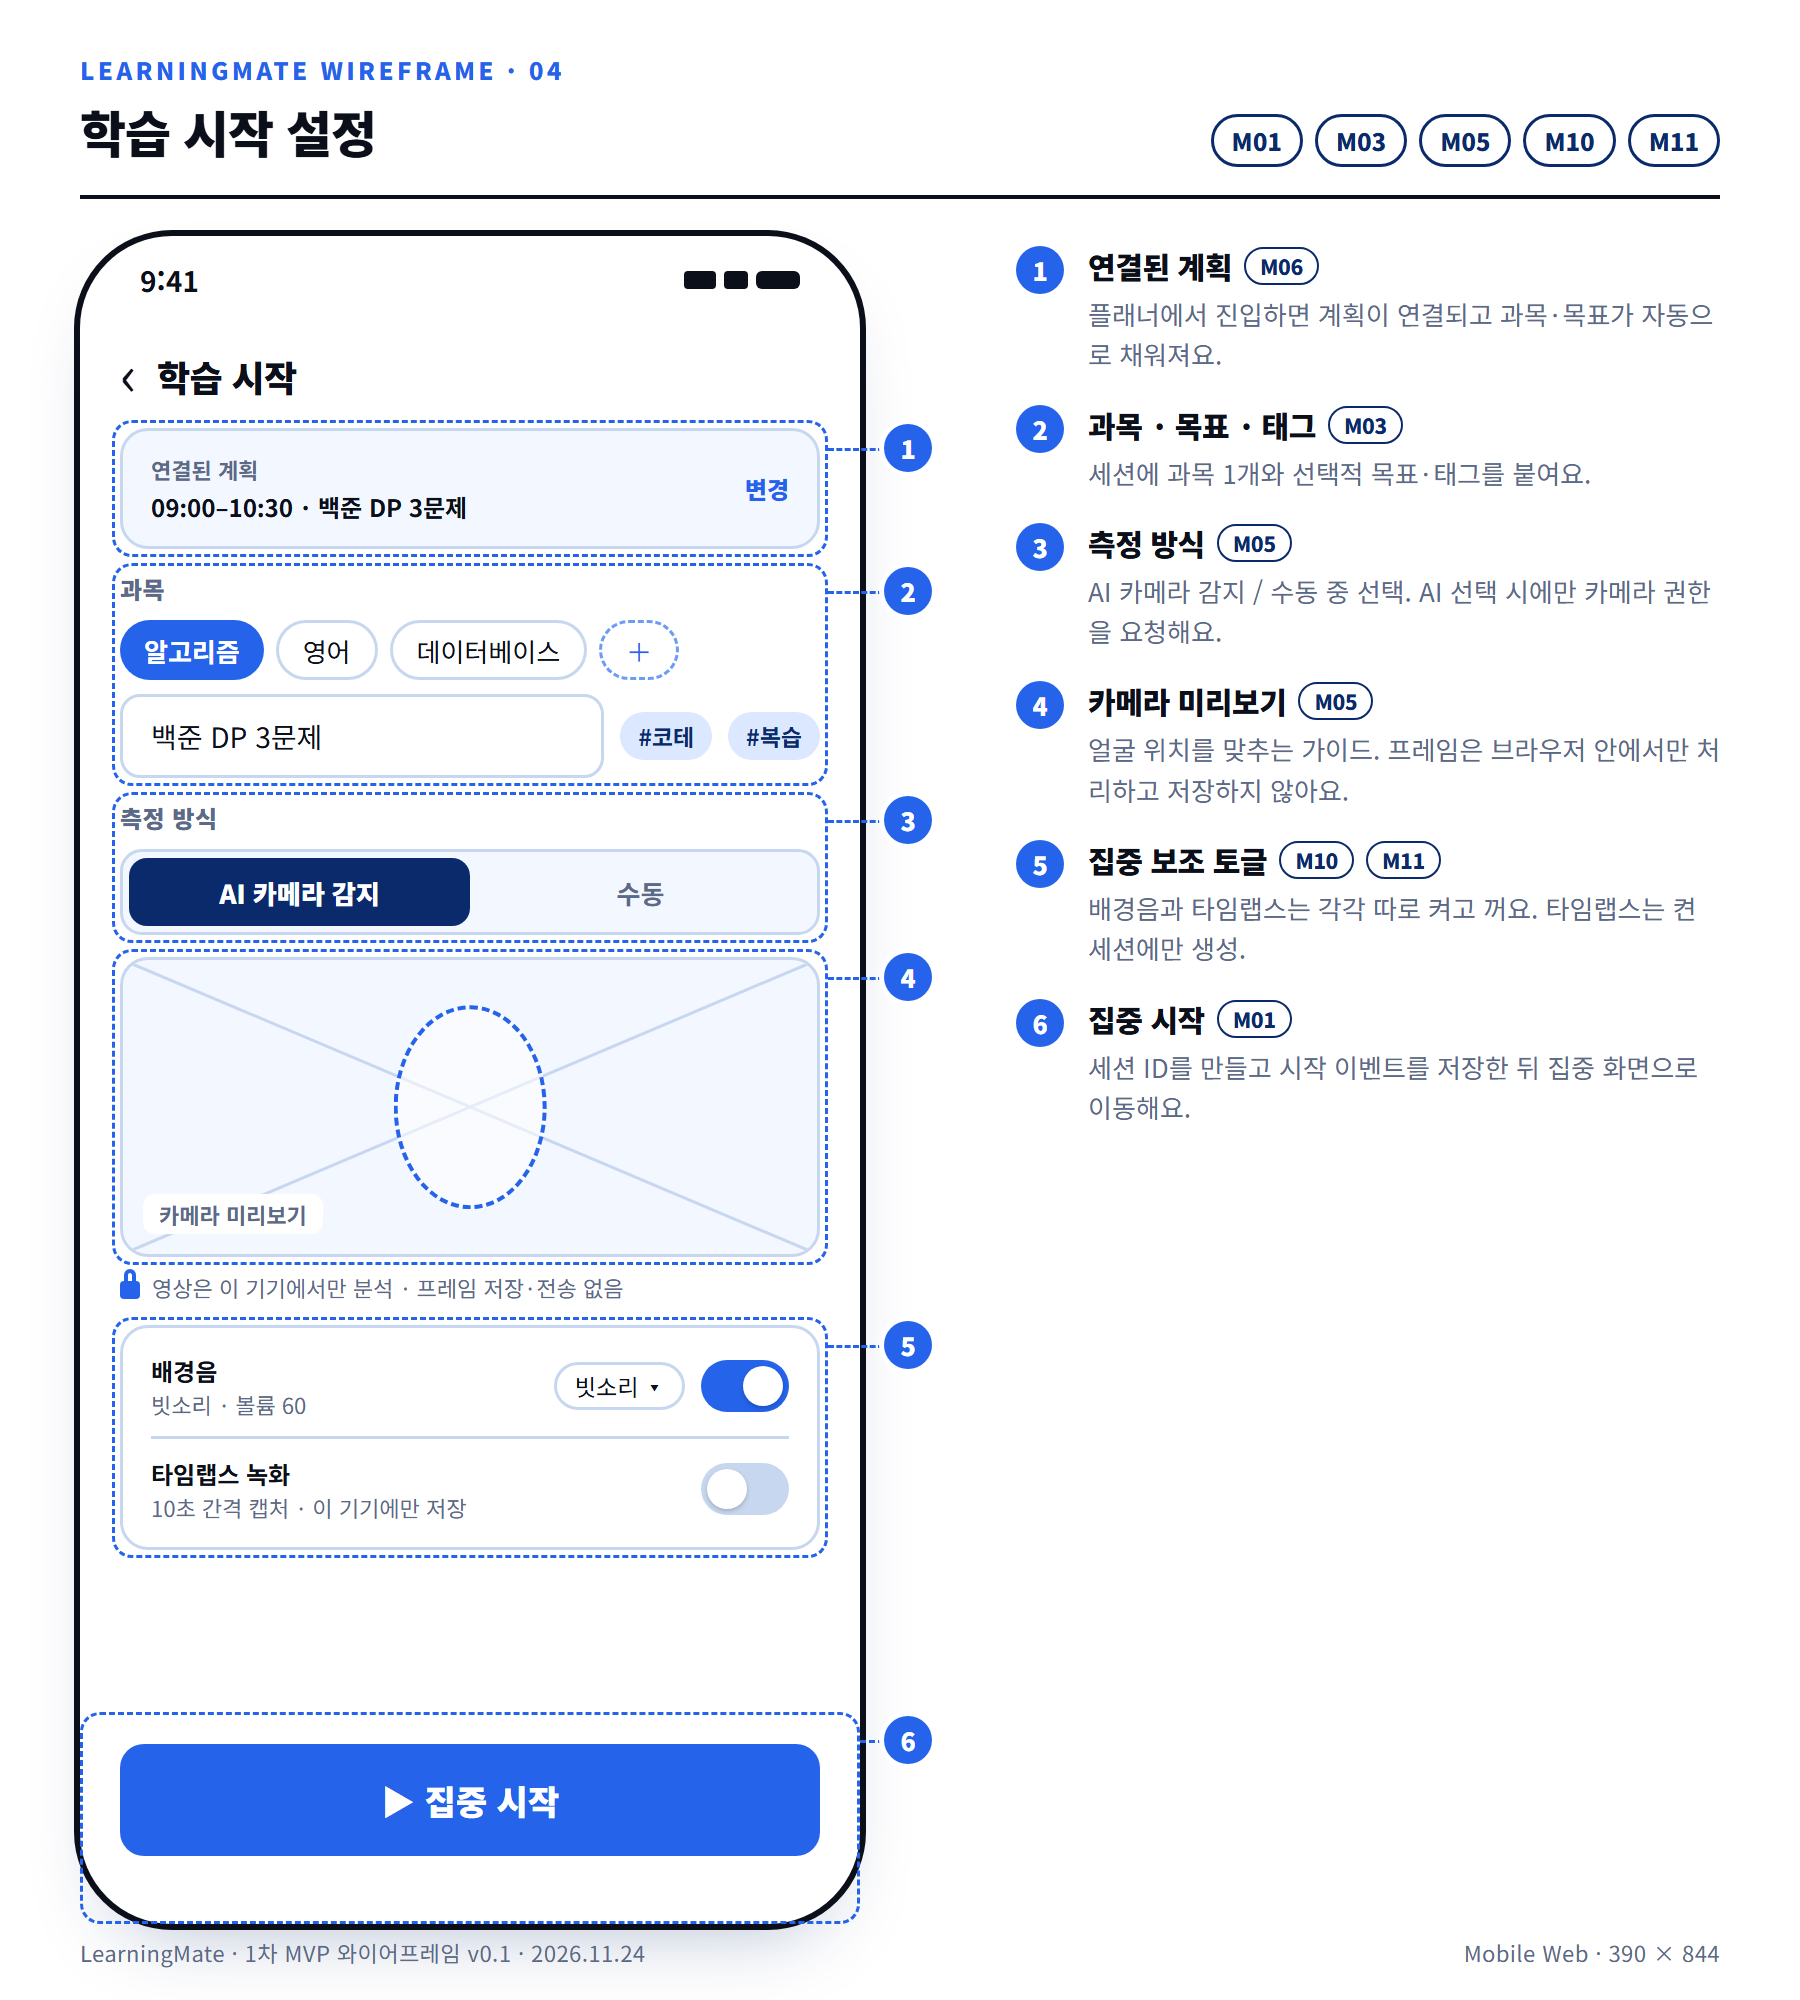 LEARNINGMATE WIREFRAME · 04
학습 시작 설정
M01 M03 M05 M10 M11
9:41
‹ 학습 시작
연결된 계획
09:00–10:30 · 백준 DP 3문제
변경
1
과목
2
알고리즘 영어 데이터베이스 +
백준 DP 3문제 #코테 #복습
측정 방식
3
AI 카메라 감지 수동
4
카메라 미리보기
영상은 이 기기에서만 분석 · 프레임 저장·전송 없음
5
배경음
빗소리 · 볼륨 60
빗소리 ▾
타임랩스 녹화
10초 간격 캡처 · 이 기기에만 저장
6
▶ 집중 시작
1 연결된 계획 M06
플래너에서 진입하면 계획이 연결되고 과목·목표가 자동으
로 채워져요.
2 과목 · 목표 · 태그 M03
세션에 과목 1개와 선택적 목표·태그를 붙여요.
3 측정 방식 M05
AI 카메라 감지 / 수동 중 선택. AI 선택 시에만 카메라 권한
을 요청해요.
4 카메라 미리보기 M05
얼굴 위치를 맞추는 가이드. 프레임은 브라우저 안에서만 처
리하고 저장하지 않아요.
5 집중 보조 토글 M10 M11
배경음과 타임랩스는 각각 따로 켜고 꺼요. 타임랩스는 켠
세션에만 생성.
6 집중 시작 M01
세션 ID를 만들고 시작 이벤트를 저장한 뒤 집중 화면으로
이동해요.
LearningMate · 1차 MVP 와이어프레임 v0.1 · 2026.11.24
Mobile Web · 390 × 844